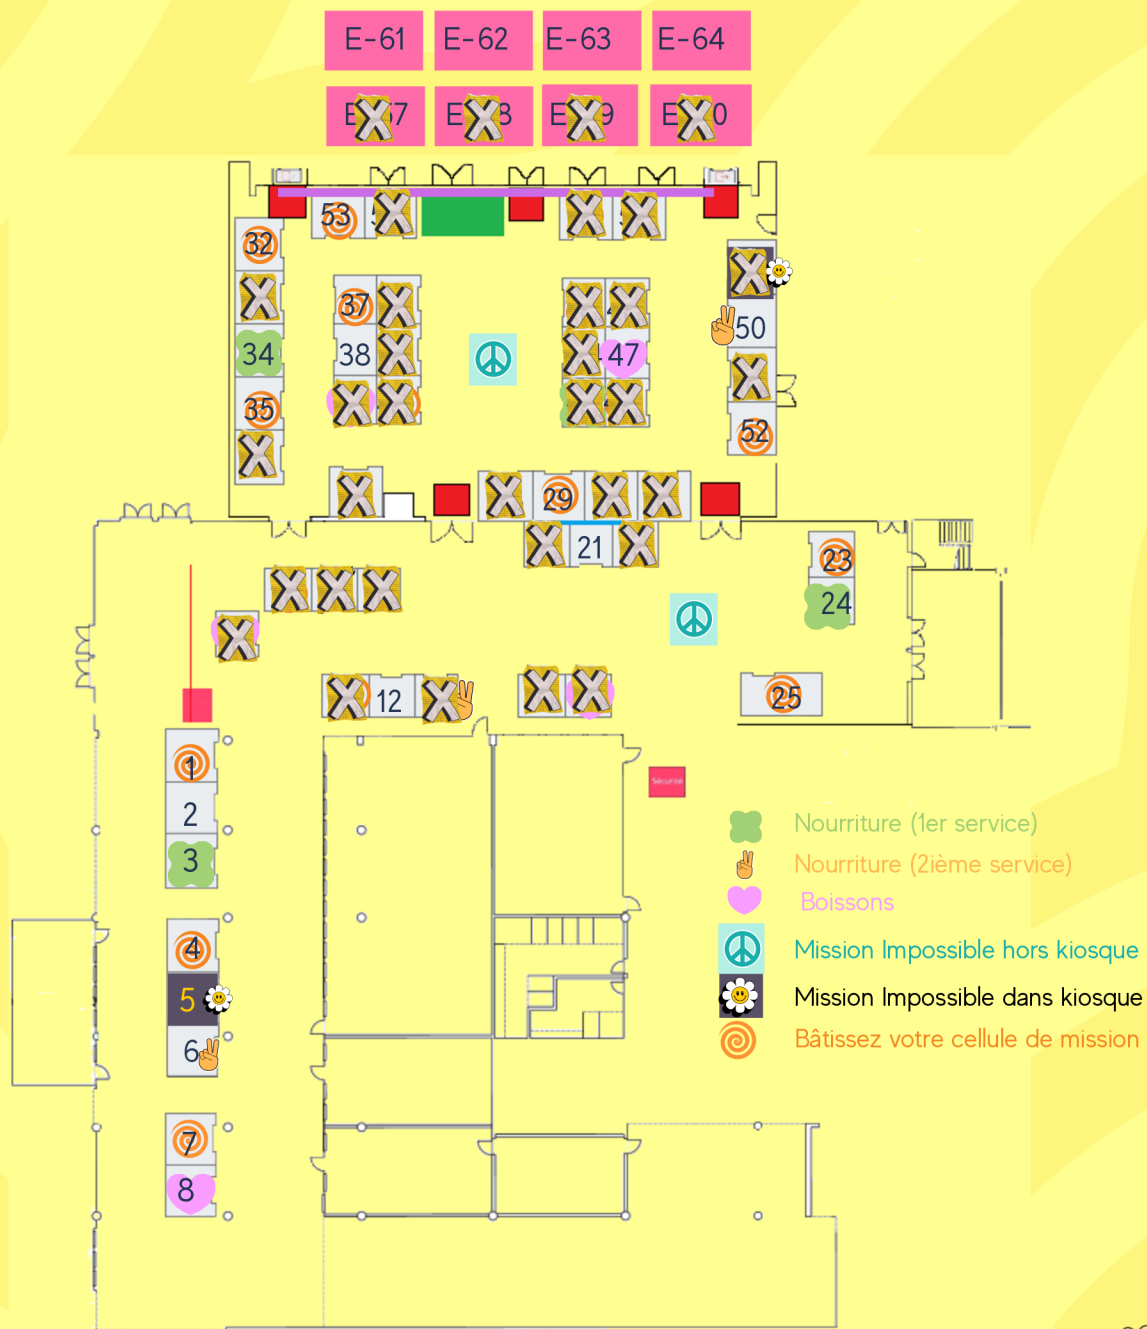 E-61 E-62 E-63 E-64
53
32
37
50
34 38 47
35
52
29
21
23
24
12
25
1
2
3
4
5
6
7
8
Sécurité
Nourriture (1er service)
Nourriture (2ième service)
Boissons
Mission Impossible hors kiosque
Mission Impossible dans kiosque
Bâtissez votre cellule de mission